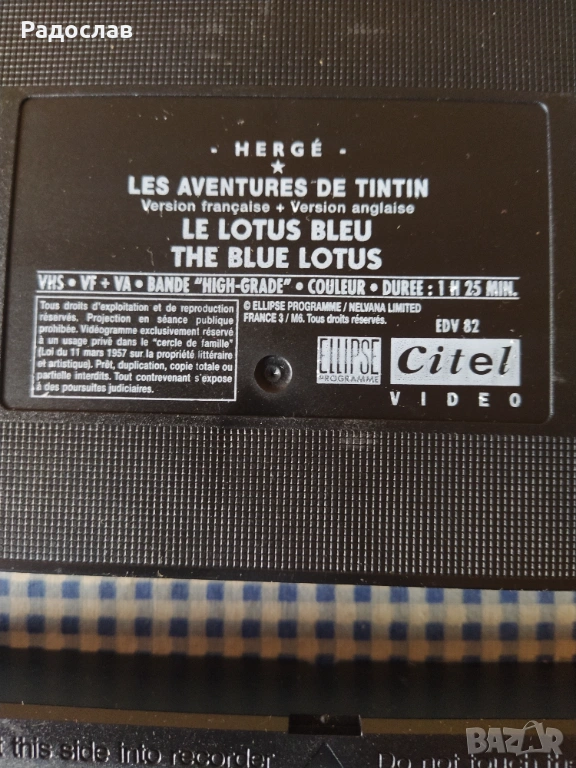 Радослав
- HERGÉ -
LES AVENTURES DE TINTIN
Version française + Version anglaise
LE LOTUS BLEU
THE BLUE LOTUS
VHS • VF + VA • BANDE "HIGH-GRADE" • COULEUR • DUREE : 1 H 25 MIN.
Tous droits d'exploitation et de reproduction
réservés. Projection en séance publique
prohibée. Vidéogramme exclusivement réservé
à un usage privé dans le "cercle de famille"
(Loi du 11 mars 1957 sur la propriété littéraire
et artistique). Prêt, duplication, copie totale ou
partielle interdits. Tout contrevenant s'expose
à des poursuites judiciaires.
© ELLIPSE PROGRAMME / NELVANA LIMITED
FRANCE 3 / M6. Tous droits réservés.
EDV 82
ELLIPSE
PROGRAMME
Citel
VIDEO
this side into recorder
Do not touch the
BAZAR